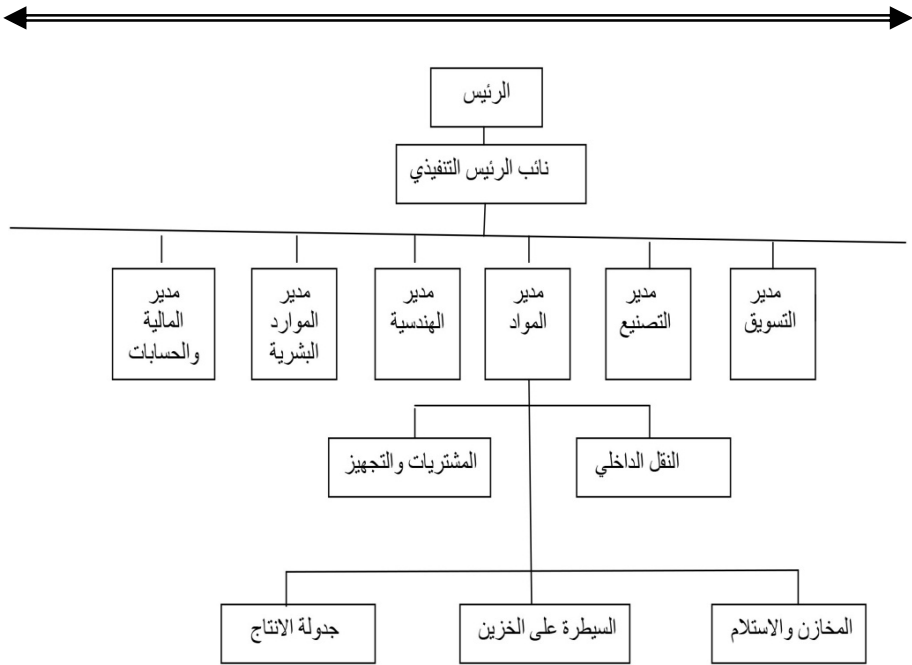 الرئيس
نائب الرئيس التنفيذي
مدير
التسويق
مدير
التصنيع
مدير
المواد
مدير
الهندسية
مدير
الموارد
البشرية
مدير
المالية
والحسابات
النقل الداخلي
المشتريات والتجهيز
المخازن والاستلام
السيطرة على الخزين
جدولة الانتاج